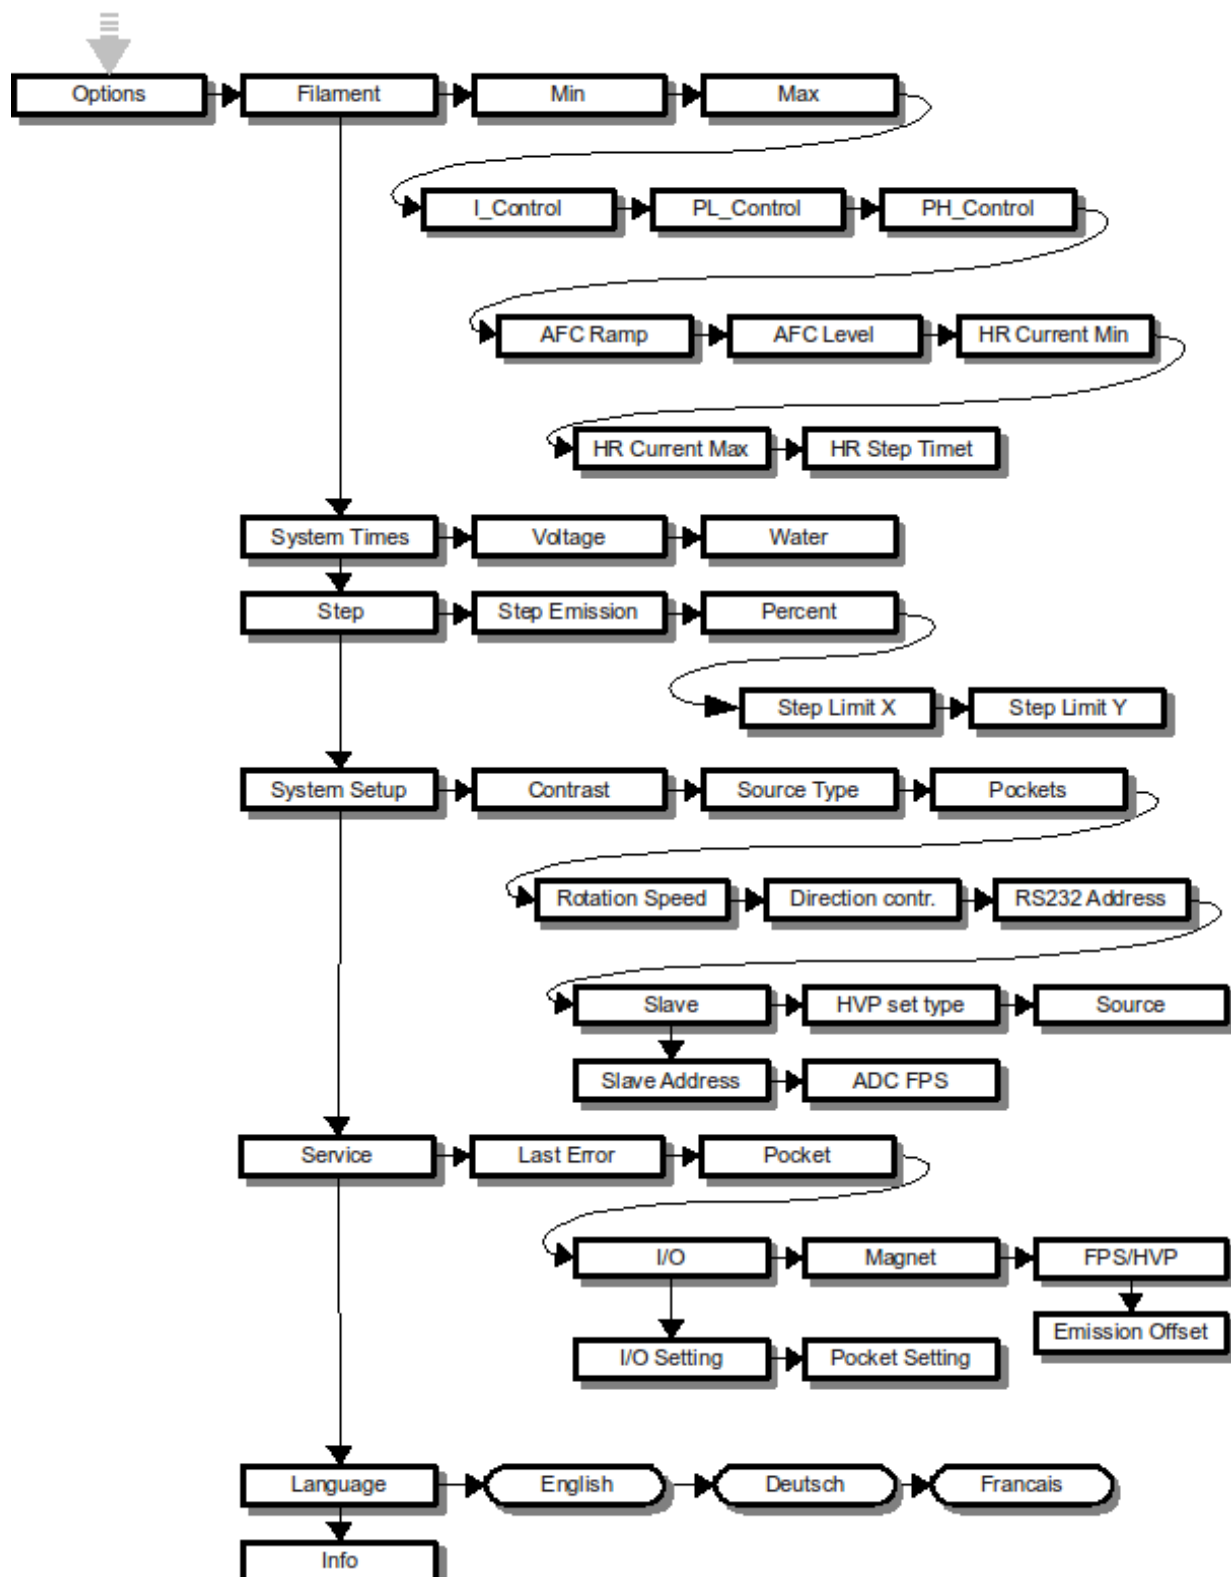 Options
Filament
Min
Max
I_Control
PL_Control
PH_Control
AFC Ramp
AFC Level
HR Current Min
HR Current Max
HR Step Timet
System Times
Voltage
Water
Step
Step Emission
Percent
Step Limit X
Step Limit Y
System Setup
Contrast
Source Type
Pockets
Rotation Speed
Direction contr.
RS232 Address
Slave
HVP set type
Source
Slave Address
ADC FPS
Service
Last Error
Pocket
I/O
Magnet
FPS/HVP
Emission Offset
I/O Setting
Pocket Setting
Language
English
Deutsch
Francais
Info